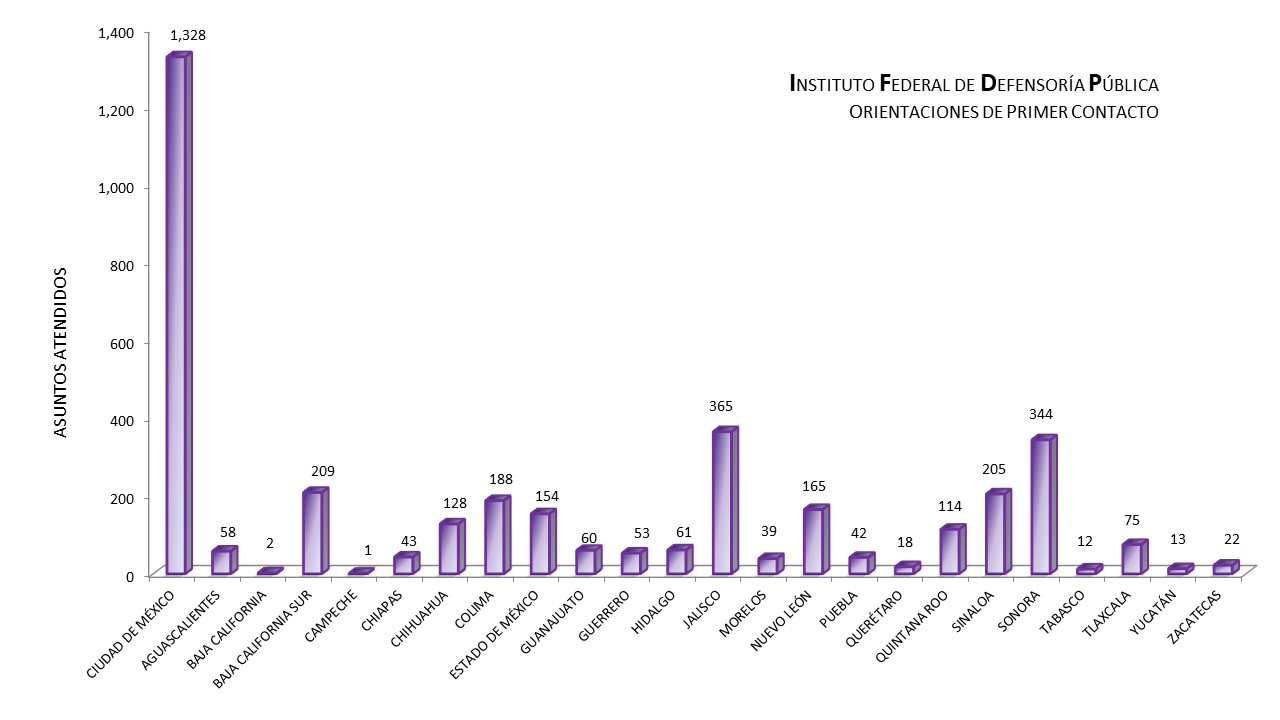 INSTITUTO FEDERAL DE DEFENSORÍA PÚBLICA
ORIENTACIONES DE PRIMER CONTACTO
ASUNTOS ATENDIDOS
1,400
1,200
1,000
800
600
400
200
0
1,328
58
2
209
1
43
128
188
154
60
53
61
365
39
165
42
18
114
205
344
12
75
13
22
CIUDAD DE MÉXICO
AGUASCALIENTES
BAJA CALIFORNIA
BAJA CALIFORNIA SUR
CAMPECHE
CHIAPAS
CHIHUAHUA
COLIMA
ESTADO DE MÉXICO
GUANAJUATO
GUERRERO
HIDALGO
JALISCO
MORELOS
NUEVO LEÓN
PUEBLA
QUERÉTARO
QUINTANA ROO
SINALOA
SONORA
TABASCO
TLAXCALA
YUCATÁN
ZACATECAS